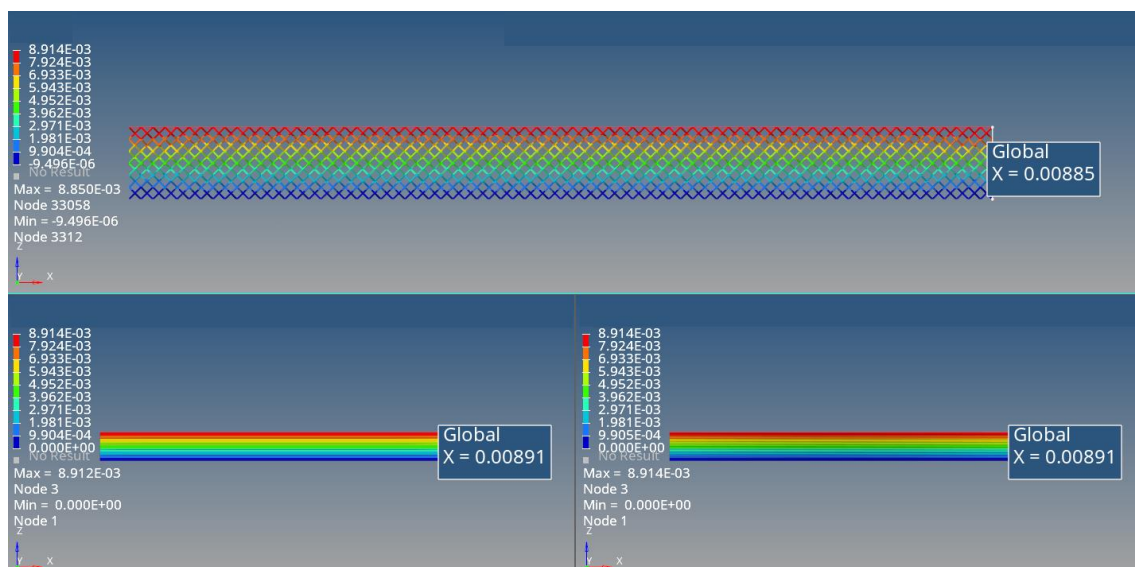 8.914E-03
7.924E-03
6.933E-03
5.943E-03
4.952E-03
3.962E-03
2.971E-03
1.981E-03
9.904E-04
-9.496E-06
No Result
Max = 8.850E-03
Node 33058
Min = -9.496E-06
Node 3312
Z
Y X
Global
X = 0.00885
8.914E-03
7.924E-03
6.933E-03
5.943E-03
4.952E-03
3.962E-03
2.971E-03
1.981E-03
9.904E-04
0.000E+00
No Result
Max = 8.912E-03
Node 3
Min = 0.000E+00
Node 1
Z
Y X
Global
X = 0.00891
8.914E-03
7.924E-03
6.933E-03
5.943E-03
4.952E-03
3.962E-03
2.971E-03
1.981E-03
9.905E-04
0.000E+00
No Result
Max = 8.914E-03
Node 3
Min = 0.000E+00
Node 1
Z
Y X
Global
X = 0.00891